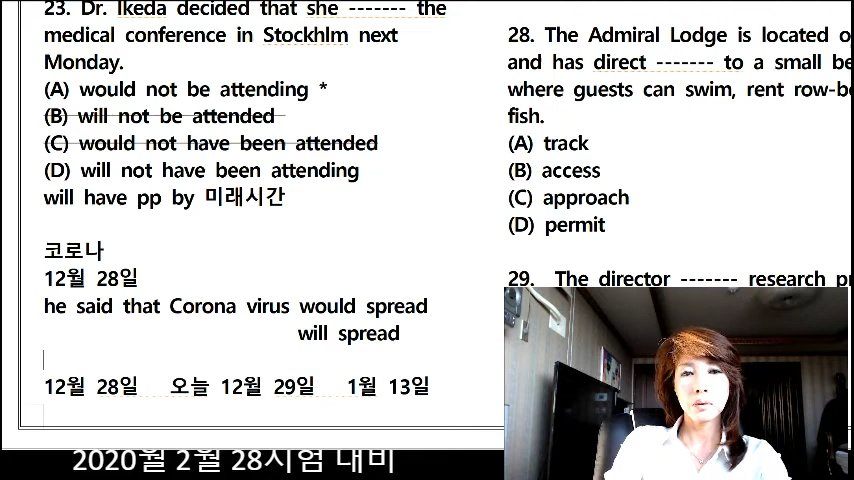 23. Dr. Ikeda decided that she ------- the
medical conference in Stockhlm next
Monday.
(A) would not be attending *
(B) will not be attended
(C) would not have been attended
(D) will not have been attending
will have pp by 미래시간
코로나
12월 28일
he said that Corona virus would spread
will spread
12월 28일 오늘 12월 29일 1월 13일
28. The Admiral Lodge is located
and has direct ------- to a small
where guests can swim, rent
fish.
(A) track
(B) access
(C) approach
(D) permit
29. The director ------- research
2020월 2월 28시험 대비